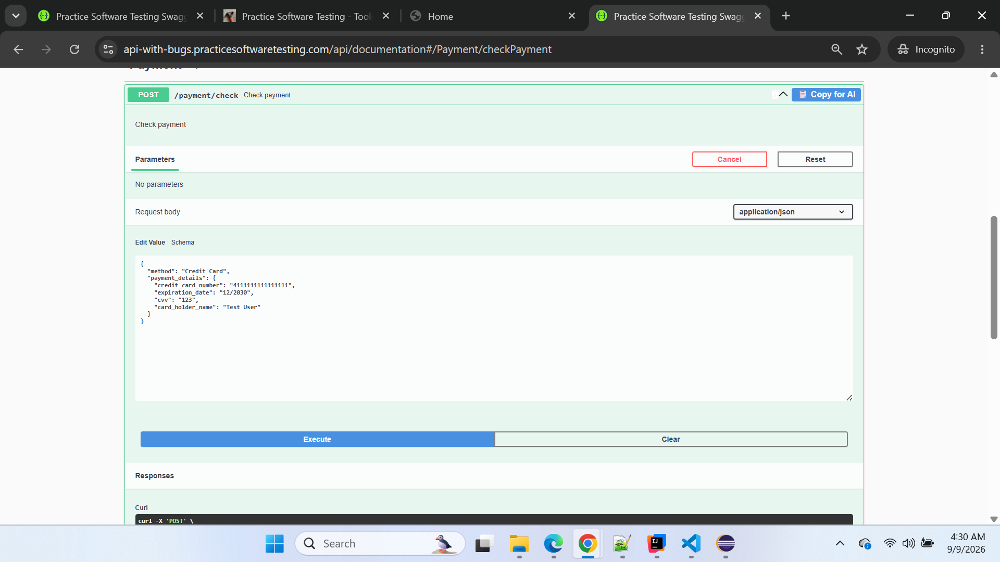 Practice Software Testing Swag
Practice Software Testing - Tool
Home
Practice Software Testing Swag
api-with-bugs.practicesoftwaretesting.com/api/documentation#/Payment/checkPayment
Incognito
POST /payment/check Check payment
Copy for AI
Check payment
Parameters
Cancel
Reset
No parameters
Request body
application/json
Edit Value | Schema
{
  "method": "Credit Card",
  "payment_details": {
    "credit_card_number": "4111111111111111",
    "expiration_date": "12/2030",
    "cvv": "123",
    "card_holder_name": "Test User"
  }
}
Execute
Clear
Responses
Curl
curl -X 'POST' \
Search
4:30 AM
9/9/2026